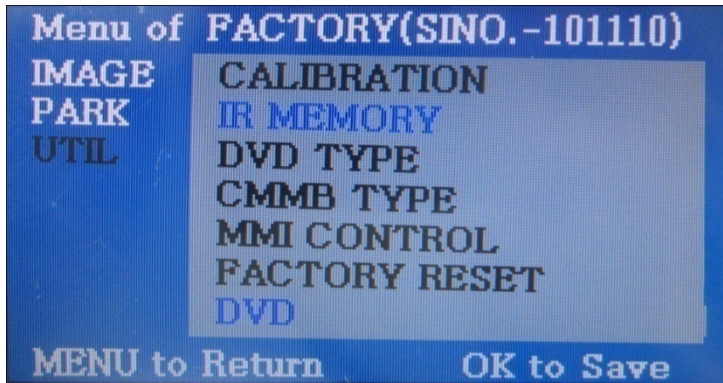 Menu of FACTORY(SINO.-101110)
IMAGE
PARK
UTIL
CALIBRATION
IR MEMORY
DVD TYPE
CMMB TYPE
MMI CONTROL
FACTORY RESET
DVD
MENU to Return OK to Save